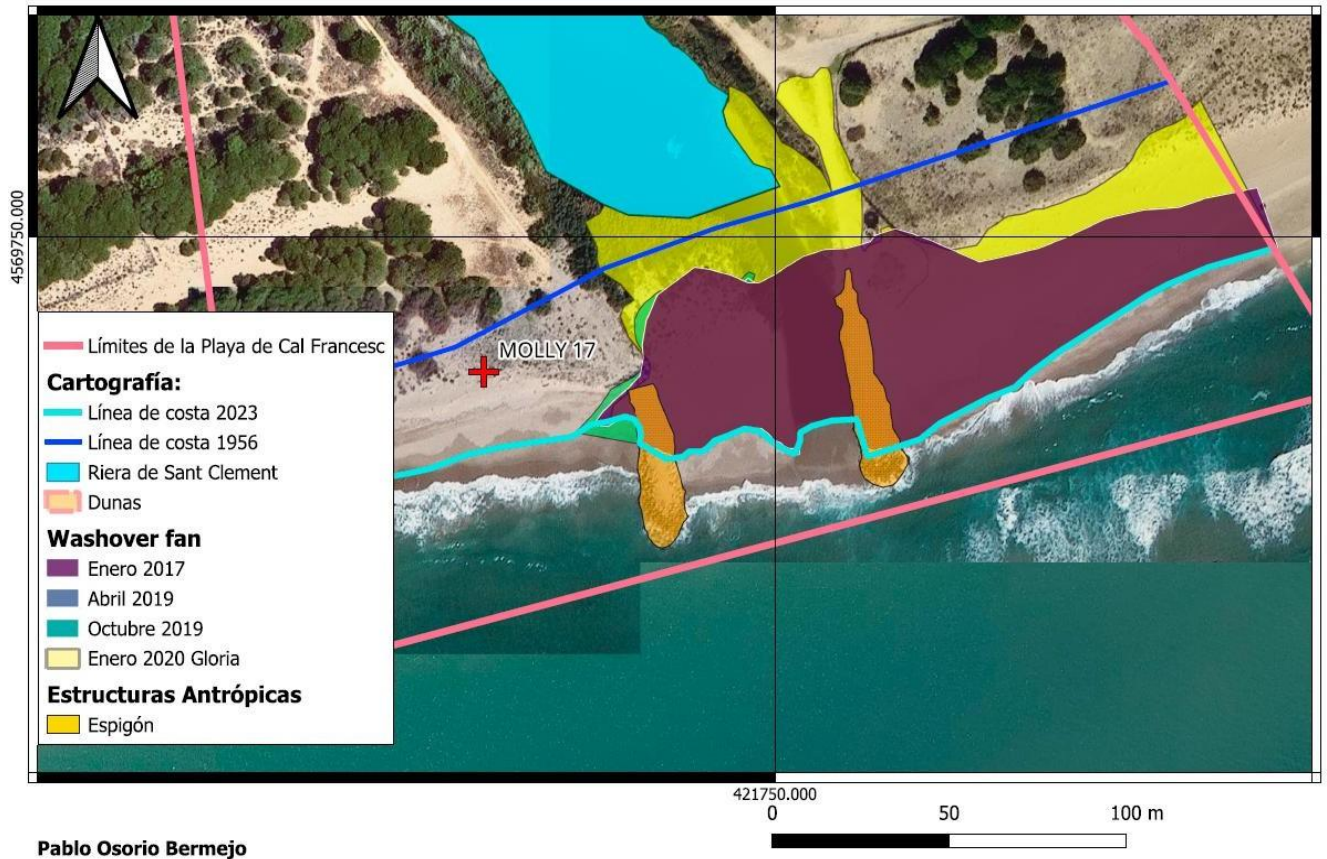 4569750.000
MOLLY 17
Límites de la Playa de Cal Francesc
Cartografía:
Línea de costa 2023
Línea de costa 1956
Riera de Sant Clement
Dunas
Washover fan
Enero 2017
Abril 2019
Octubre 2019
Enero 2020 Gloria
Estructuras Antrópicas
Espigón
421750.000
0 50 100 m
Pablo Osorio Bermejo